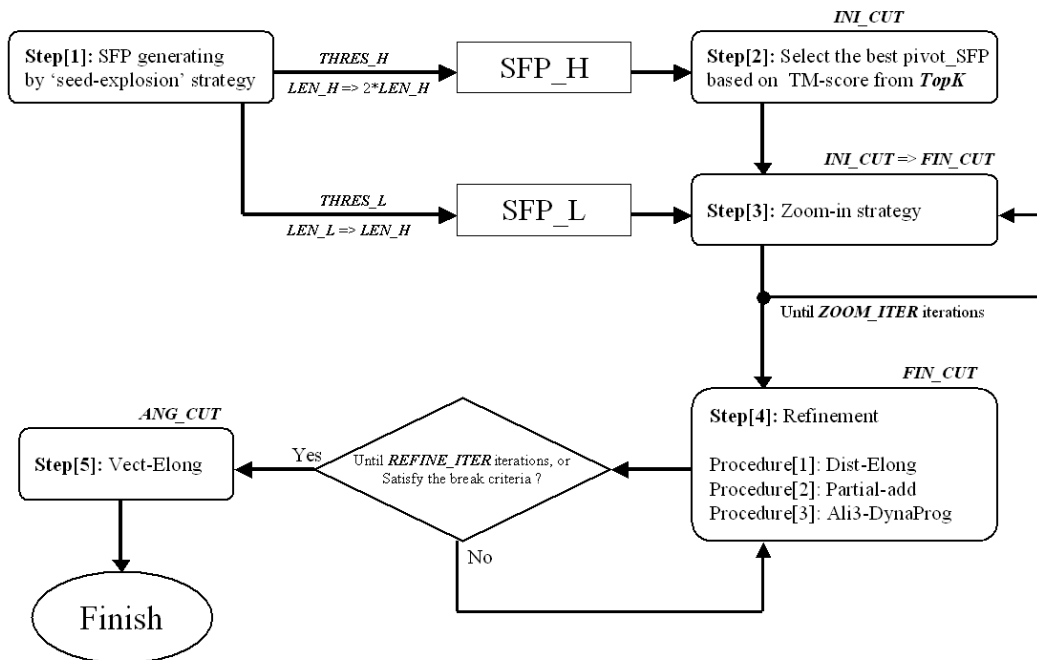 INI_CUT
Step[1]: SFP generating
by ‘seed-explosion’ strategy
THRES_H
LEN_H => 2*LEN_H
SFP_H
Step[2]: Select the best pivot_SFP
based on TM-score from TopK
INI_CUT => FIN_CUT
THRES_L
LEN_L => LEN_H
SFP_L
Step[3]: Zoom-in strategy
Until ZOOM_ITER iterations
FIN_CUT
Step[4]: Refinement
Procedure[1]: Dist-Elong
Procedure[2]: Partial-add
Procedure[3]: Ali3-DynaProg
Until REFINE_ITER iterations, or
Satisfy the break criteria ?
Yes
No
ANG_CUT
Step[5]: Vect-Elong
Finish